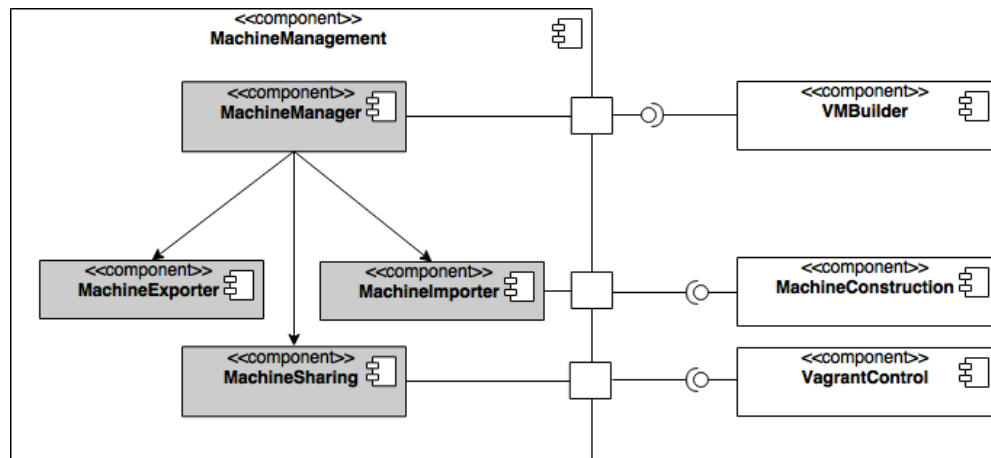 <<component>>
MachineManagement
<<component>>
MachineManager
<<component>>
VMBuilder
<<component>>
MachineExporter
<<component>>
MachineImporter
<<component>>
MachineConstruction
<<component>>
MachineSharing
<<component>>
VagrantControl